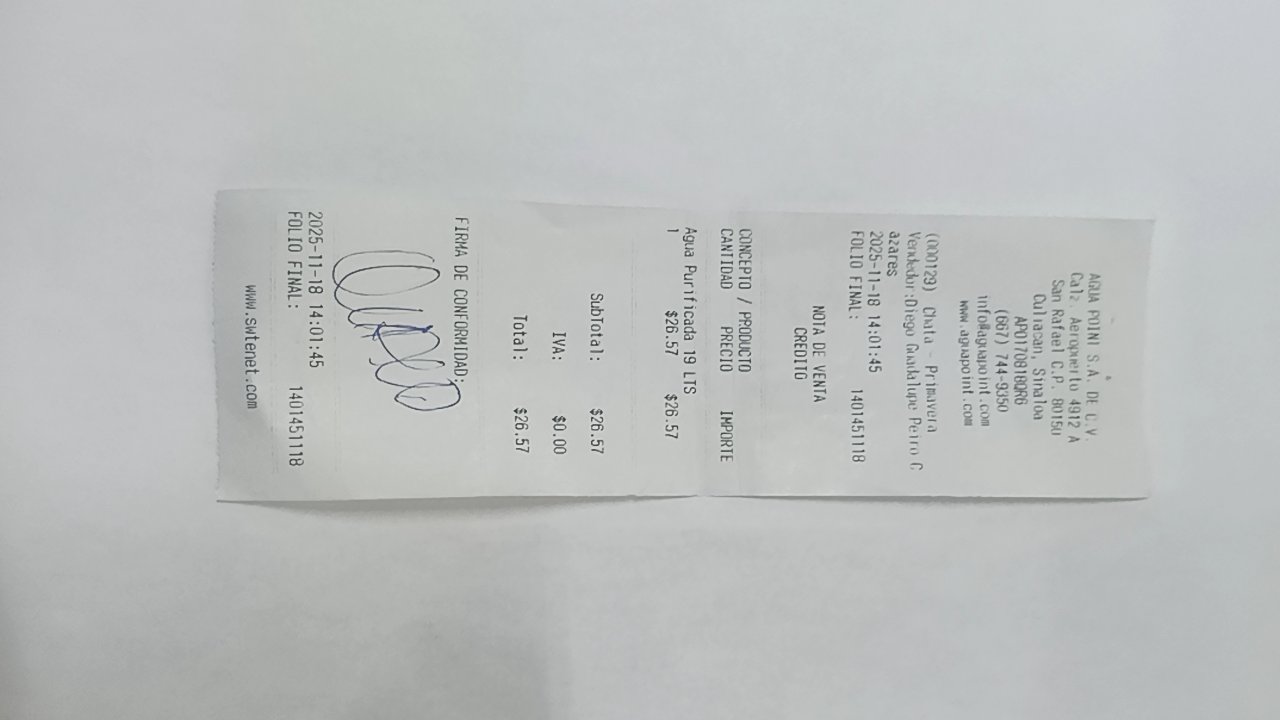 AGUA POINT S.A. DE C.V.
Calz. Aeropuerto 4912 A
San Rafael C.P. 80150
Culiacan, Sinaloa
APO170818QR6
(667) 744-9350
info@aguapoint.com
www.aguapoint.com
(000129) Chata - Primavera
Vendedor:Diego Guadalupe Peiro C
azares
2025-11-18 14:01:45
FOLIO FINAL: 1401451118
NOTA DE VENTA
CREDITO
CONCEPTO / PRODUCTO
CANTIDAD PRECIO IMPORTE
Agua Purificada 19 LTS
1 $26.57 $26.57
SubTotal: $26.57
IVA: $0.00
Total: $26.57
FIRMA DE CONFORMIDAD:
2025-11-18 14:01:45
FOLIO FINAL: 1401451118
www.switenet.com